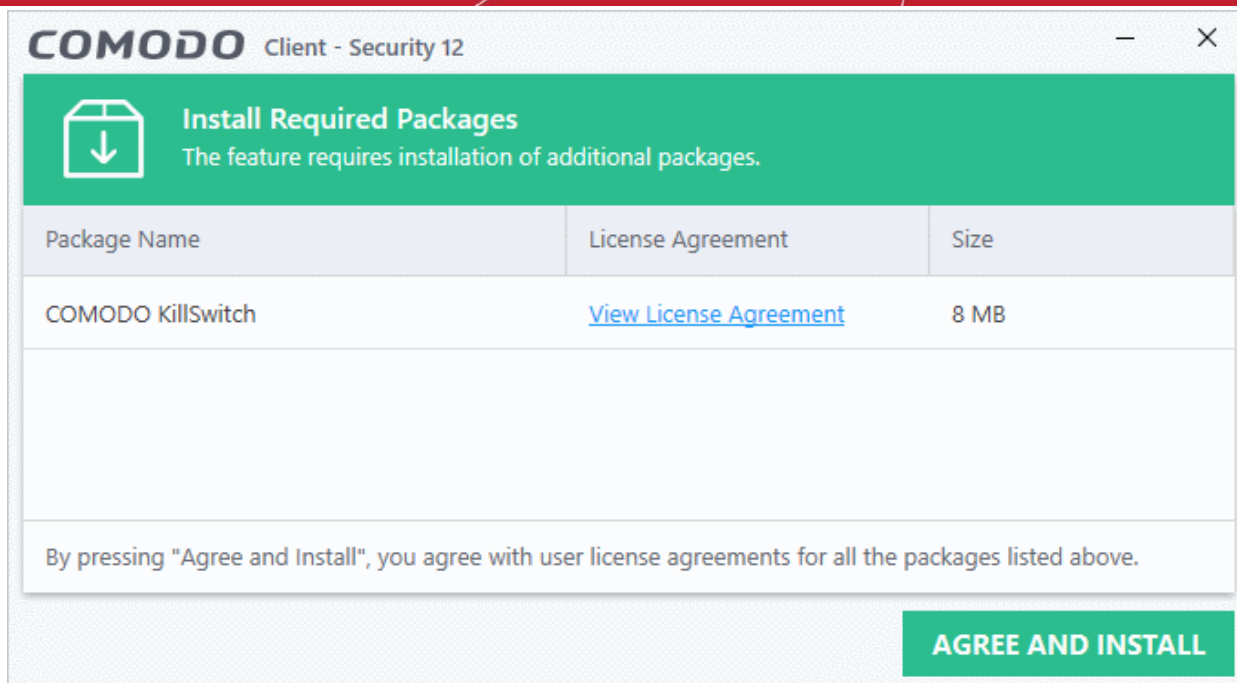 COMODO Client - Security 12
Install Required Packages
The feature requires installation of additional packages.
Package Name License Agreement Size
COMODO KillSwitch View License Agreement 8 MB
By pressing "Agree and Install", you agree with user license agreements for all the packages listed above.
AGREE AND INSTALL